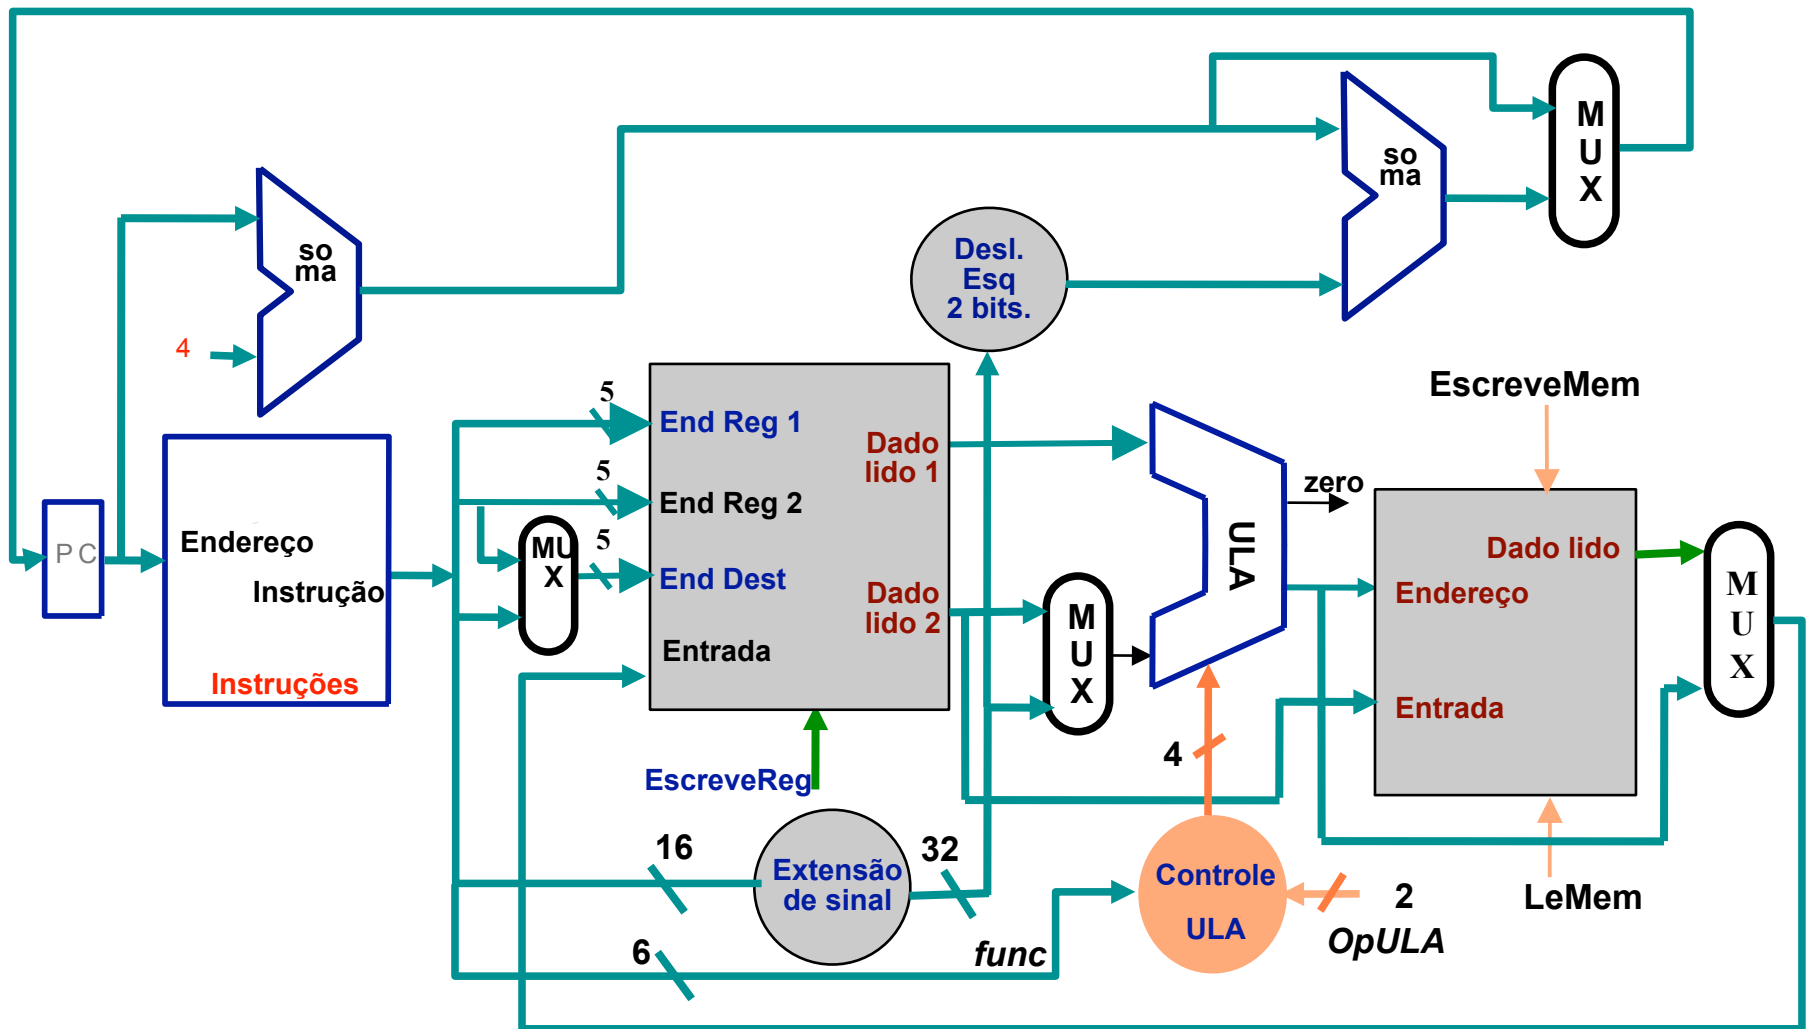 M
U
X
so
ma
so
ma
Desl.
Esq
2 bits.
4
EscreveMem
5
End Reg 1
Dado
lido 1
5
End Reg 2
zero
PC
Endereço
Instrução
Instruções
MU
X
5
End Dest
Dado
lido 2
Entrada
M
U
X
ULA
Dado lido
Endereço
Entrada
M
U
X
4
EscreveReg
16
Extensão
de sinal
32
Controle
ULA
2
OpULA
LeMem
6
func